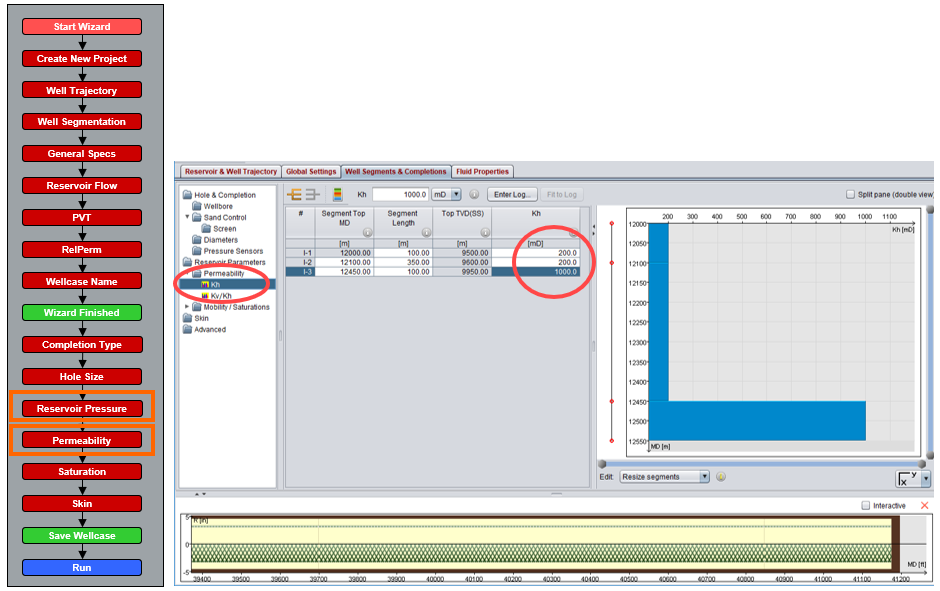 Start Wizard
Create New Project
Well Trajectory
Well Segmentation
General Specs
Reservoir Flow
PVT
RelPerm
Wellcase Name
Wizard Finished
Completion Type
Hole Size
Reservoir Pressure
Permeability
Saturation
Skin
Save Wellcase
Run
Reservoir & Well Trajectory Global Settings Well Segments & Completions Fluid Properties
Hole & Completion
Wellbore
Sand Control
Screen
Diameters
Pressure Sensors
Reservoir Parameters
Permeability
Kh
Kv/Kh
Mobility / Saturations
Skin
Advanced
Kh 1000.0 mD Enter Log... Fit to Log
# Segment Top MD Segment Length Top TVD(SS) Kh
[m] [m] [m] [mD]
I-1 12000.00 100.00 9500.00 200.0
I-2 12100.00 350.00 9600.00 200.0
I-3 12450.00 100.00 9950.00 1000.0
Split pane (double view)
200 300 400 500 600 700 800 900 1000 1100
Kh [mD]
12000
12050
12100
12150
12200
12250
12300
12350
12400
12450
12500
12550
MD [m]
Edit: Resize segments
Y
X
Interactive
R [in]
5
0
-5
MD [ft]
39400 39500 39600 39700 39800 39900 40000 40100 40200 40300 40400 40500 40600 40700 40800 40900 41000 41100 41200